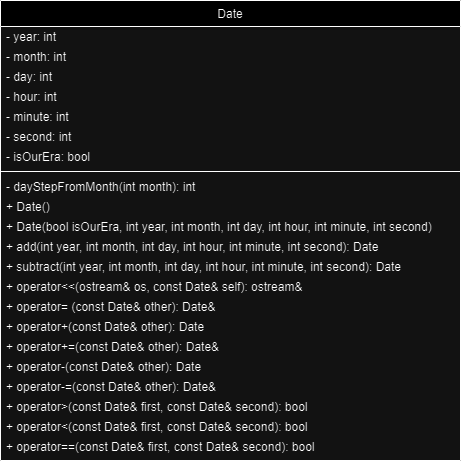 Date
- year: int
- month: int
- day: int
- hour: int
- minute: int
- second: int
- isOurEra: bool
- dayStepFromMonth(int month): int
+ Date()
+ Date(bool isOurEra, int year, int month, int day, int hour, int minute, int second)
+ add(int year, int month, int day, int hour, int minute, int second): Date
+ subtract(int year, int month, int day, int hour, int minute, int second): Date
+ operator<<(ostream& os, const Date& self): ostream&
+ operator= (const Date& other): Date&
+ operator+(const Date& other): Date
+ operator+=(const Date& other): Date&
+ operator-(const Date& other): Date
+ operator-=(const Date& other): Date&
+ operator>(const Date& first, const Date& second): bool
+ operator<(const Date& first, const Date& second): bool
+ operator==(const Date& first, const Date& second): bool